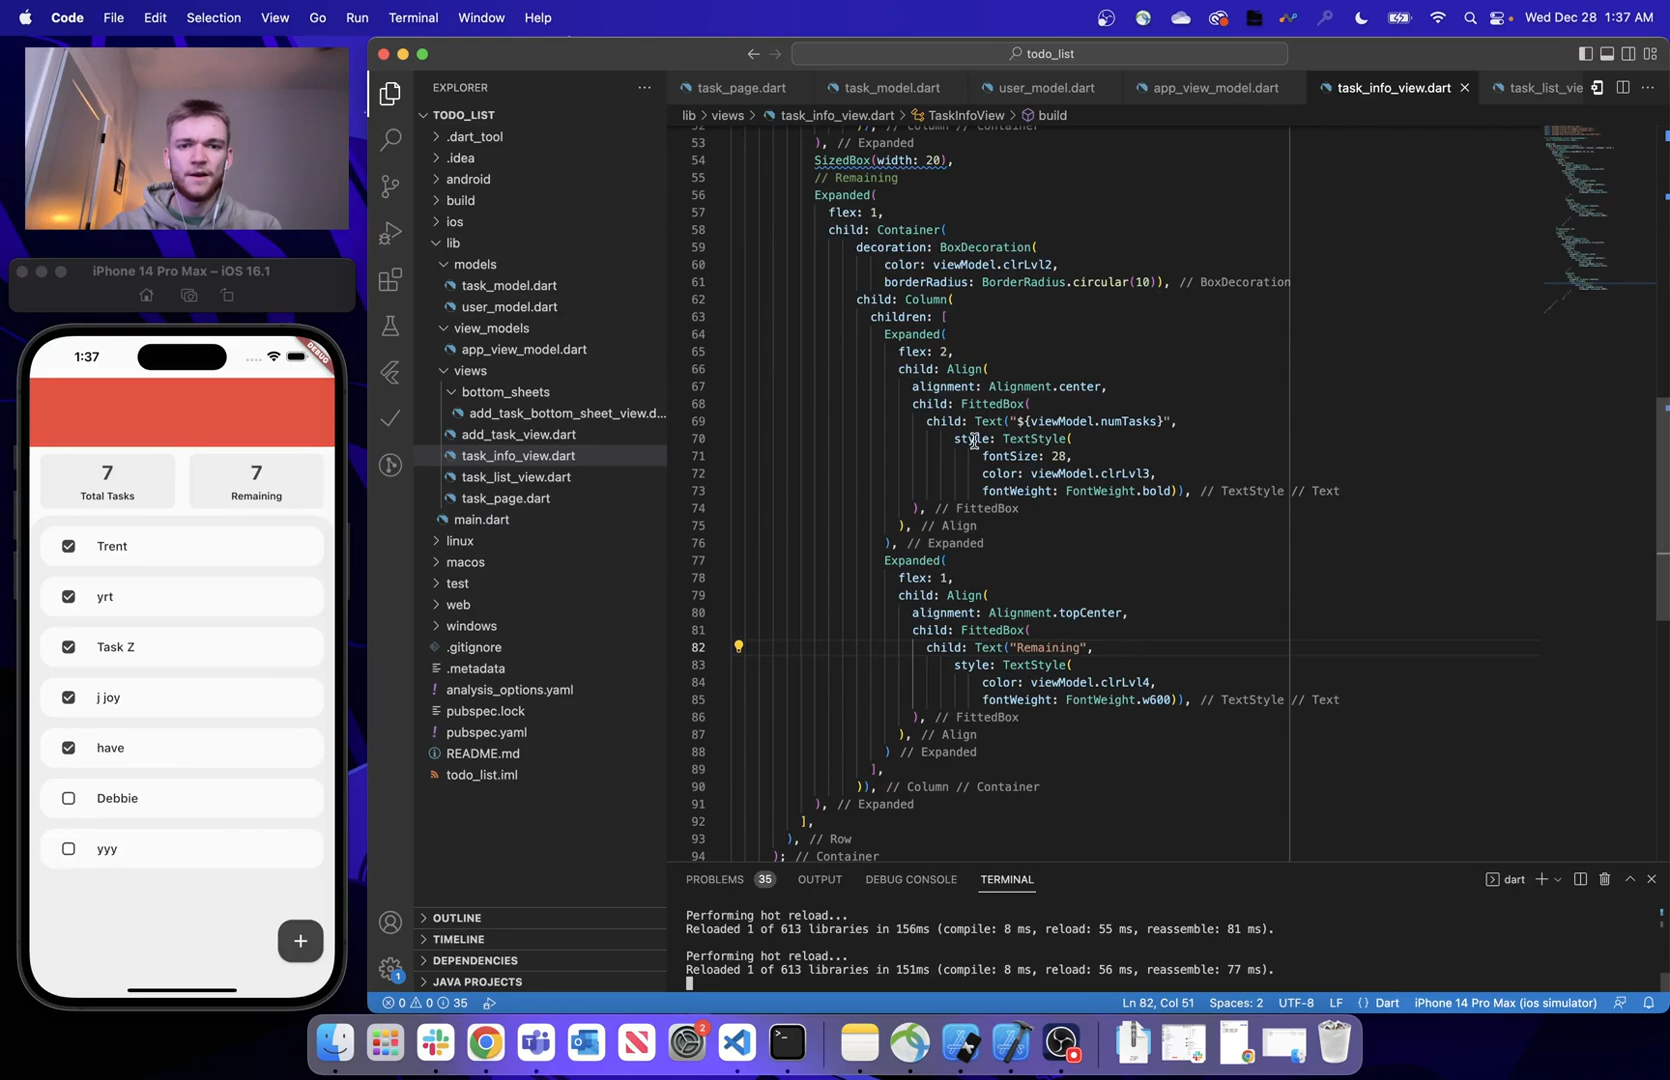 Code File Edit Selection View Go Run Terminal Window Help
Wed Dec 28 1:37 AM
todo_list
iPhone 14 Pro Max – iOS 16.1
1:37
DEBUG
7
Total Tasks
7
Remaining
Trent
yrt
Task Z
j joy
have
Debbie
yyy
+
EXPLORER
TODO_LIST
.dart_tool
.idea
android
build
ios
lib
models
task_model.dart
user_model.dart
view_models
app_view_model.dart
views
bottom_sheets
add_task_bottom_sheet_view.d...
add_task_view.dart
task_info_view.dart
task_list_view.dart
task_page.dart
main.dart
linux
macos
test
web
windows
.gitignore
.metadata
! analysis_options.yaml
pubspec.lock
! pubspec.yaml
README.md
todo_list.iml
OUTLINE
TIMELINE
DEPENDENCIES
JAVA PROJECTS
1
task_page.dart task_model.dart user_model.dart app_view_model.dart task_info_view.dart task_list_vie
lib > views > task_info_view.dart > TaskInfoView > build
52 )), // Column // Container
53 ), // Expanded
54 SizedBox(width: 20),
55 // Remaining
56 Expanded(
57 flex: 1,
58 child: Container(
59 decoration: BoxDecoration(
60 color: viewModel.clrLvl2,
61 borderRadius: BorderRadius.circular(10)), // BoxDecoration
62 child: Column(
63 children: [
64 Expanded(
65 flex: 2,
66 child: Align(
67 alignment: Alignment.center,
68 child: FittedBox(
69 child: Text("${viewModel.numTasks}",
70 style: TextStyle(
71 fontSize: 28,
72 color: viewModel.clrLvl3,
73 fontWeight: FontWeight.bold)), // TextStyle // Text
74 ), // FittedBox
75 ), // Align
76 ), // Expanded
77 Expanded(
78 flex: 1,
79 child: Align(
80 alignment: Alignment.topCenter,
81 child: FittedBox(
82 child: Text("Remaining",
83 style: TextStyle(
84 color: viewModel.clrLvl4,
85 fontWeight: FontWeight.w600)), // TextStyle // Text
86 ), // FittedBox
87 ), // Align
88 ) // Expanded
89 ],
90 )), // Column // Container
91 ), // Expanded
92 ],
93 ), // Row
94 ); // Container
PROBLEMS 35 OUTPUT DEBUG CONSOLE TERMINAL
dart
Performing hot reload...
Reloaded 1 of 613 libraries in 156ms (compile: 8 ms, reload: 55 ms, reassemble: 81 ms).
Performing hot reload...
Reloaded 1 of 613 libraries in 151ms (compile: 8 ms, reload: 56 ms, reassemble: 77 ms).
0 0 35
Ln 82, Col 51 Spaces: 2 UTF-8 LF {} Dart iPhone 14 Pro Max (ios simulator)
2
ZIP